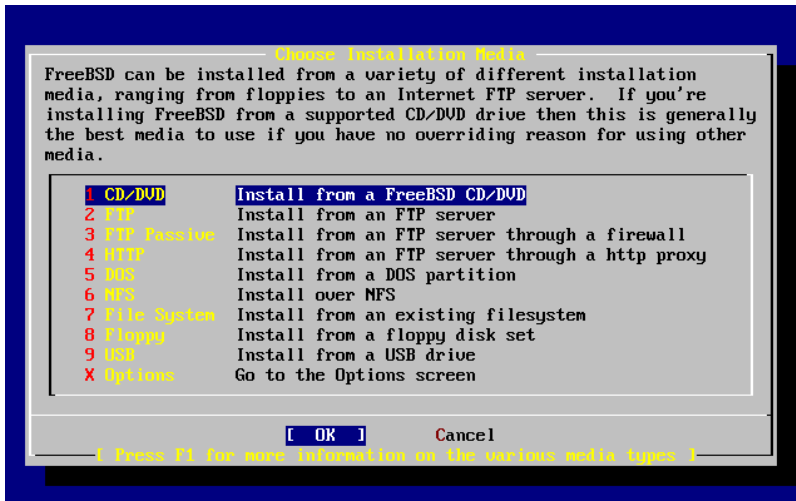 Choose Installation Media
FreeBSD can be installed from a variety of different installation
media, ranging from floppies to an Internet FTP server.  If you're
installing FreeBSD from a supported CD/DVD drive then this is generally
the best media to use if you have no overriding reason for using other
media.
1 CD/DVD     Install from a FreeBSD CD/DVD
2 FTP        Install from an FTP server
3 FTP Passive  Install from an FTP server through a firewall
4 HTTP       Install from an FTP server through a http proxy
5 DOS        Install from a DOS partition
6 NFS        Install over NFS
7 File System  Install from an existing filesystem
8 Floppy     Install from a floppy disk set
9 USB        Install from a USB drive
X Options    Go to the Options screen
[  OK  ]     Cancel
[ Press F1 for more information on the various media types ]